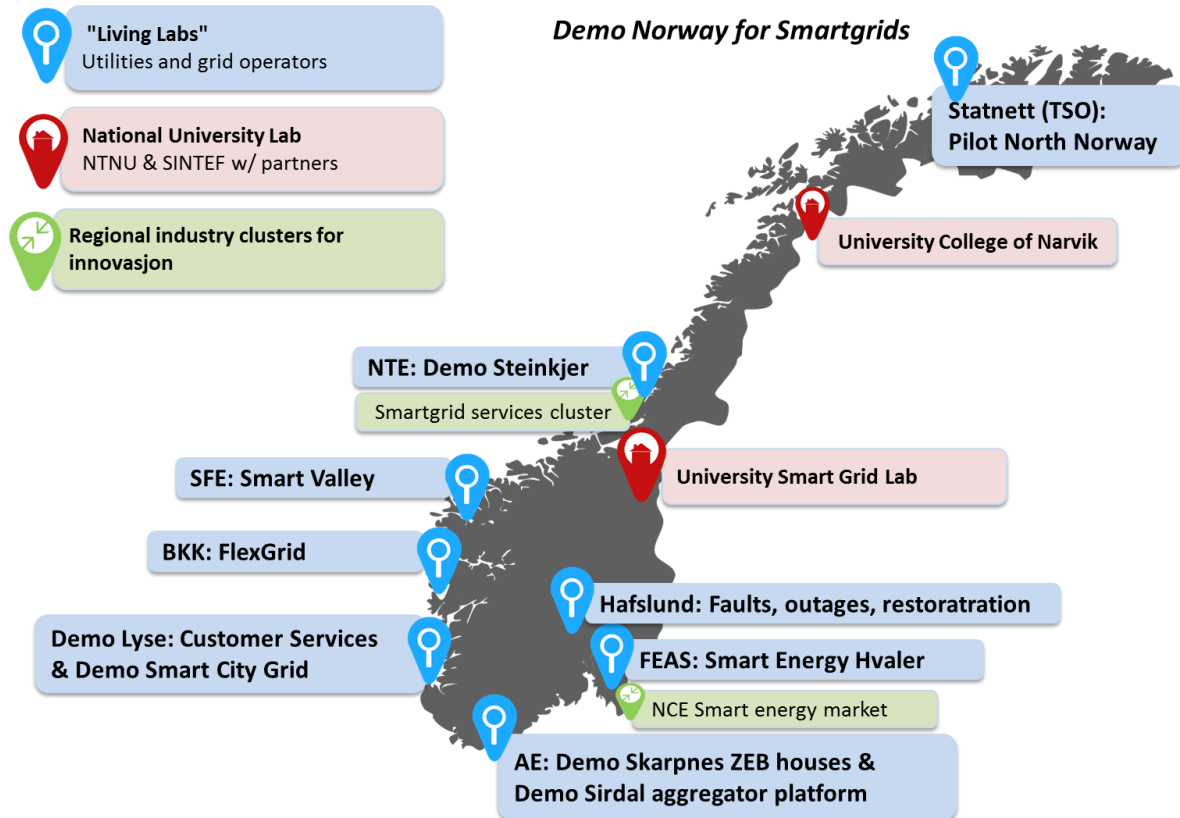 "Living Labs"
Utilities and grid operators
Demo Norway for Smartgrids
National University Lab
NTNU & SINTEF w/ partners
Regional industry clusters for
innovasjon
Statnett (TSO):
Pilot North Norway
University College of Narvik
NTE: Demo Steinkjer
Smartgrid services cluster
University Smart Grid Lab
SFE: Smart Valley
BKK: FlexGrid
Hafslund: Faults, outages, restoratration
Demo Lyse: Customer Services
& Demo Smart City Grid
FEAS: Smart Energy Hvaler
NCE Smart energy market
AE: Demo Skarpnes ZEB houses &
Demo Sirdal aggregator platform